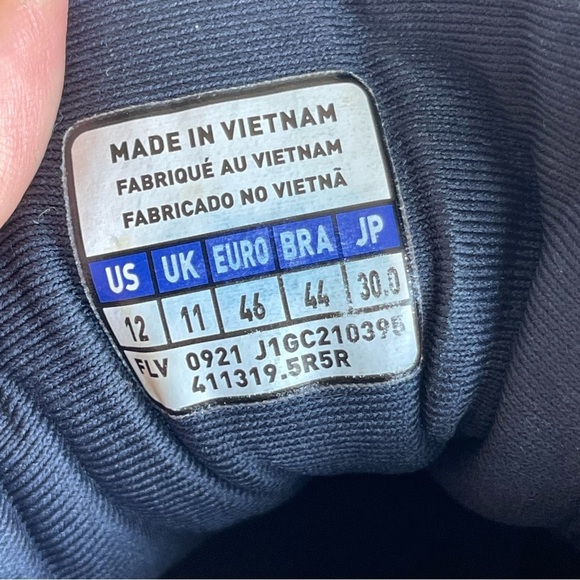 MADE IN VIETNAM
FABRIQUÉ AU VIETNAM
FABRICADO NO VIETNÃ
US UK EURO BRA JP
12 11 46 44 30.0
FLV 0921 J1GC210395
411319.5R5R